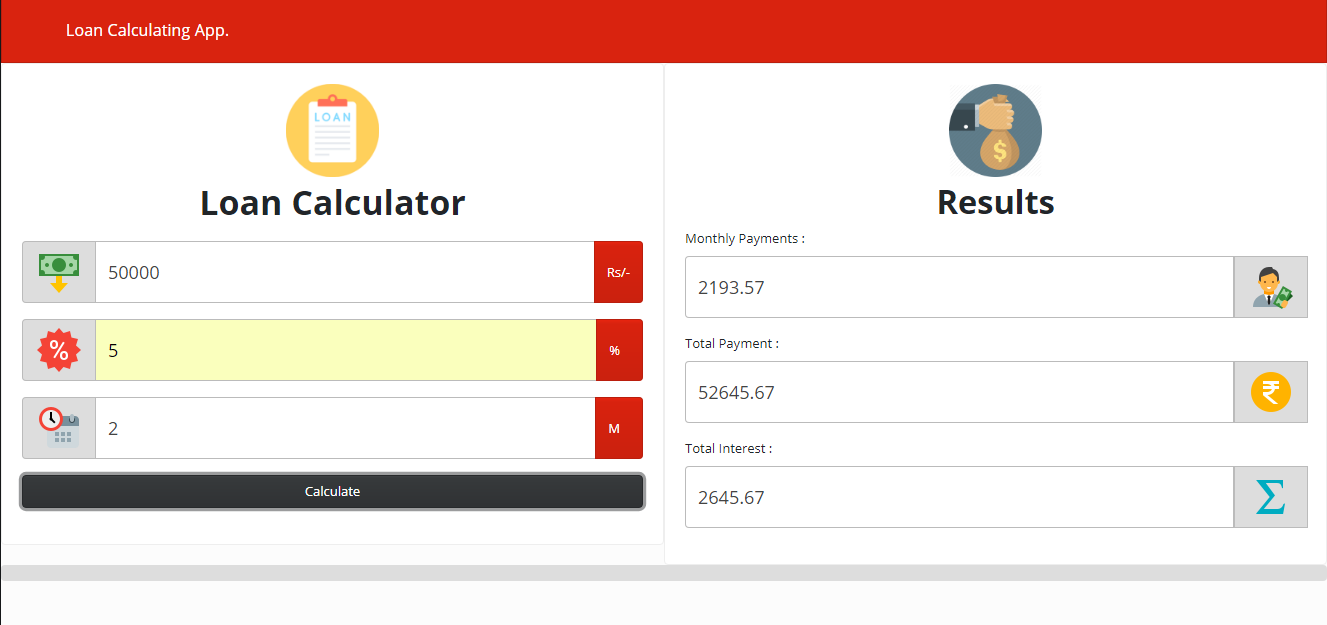 Loan Calculating App.
LOAN
Loan Calculator
50000
Rs/-
%
5
%
2
M
Calculate
$
Results
Monthly Payments :
2193.57
Total Payment :
52645.67
₹
Total Interest :
2645.67
Σ